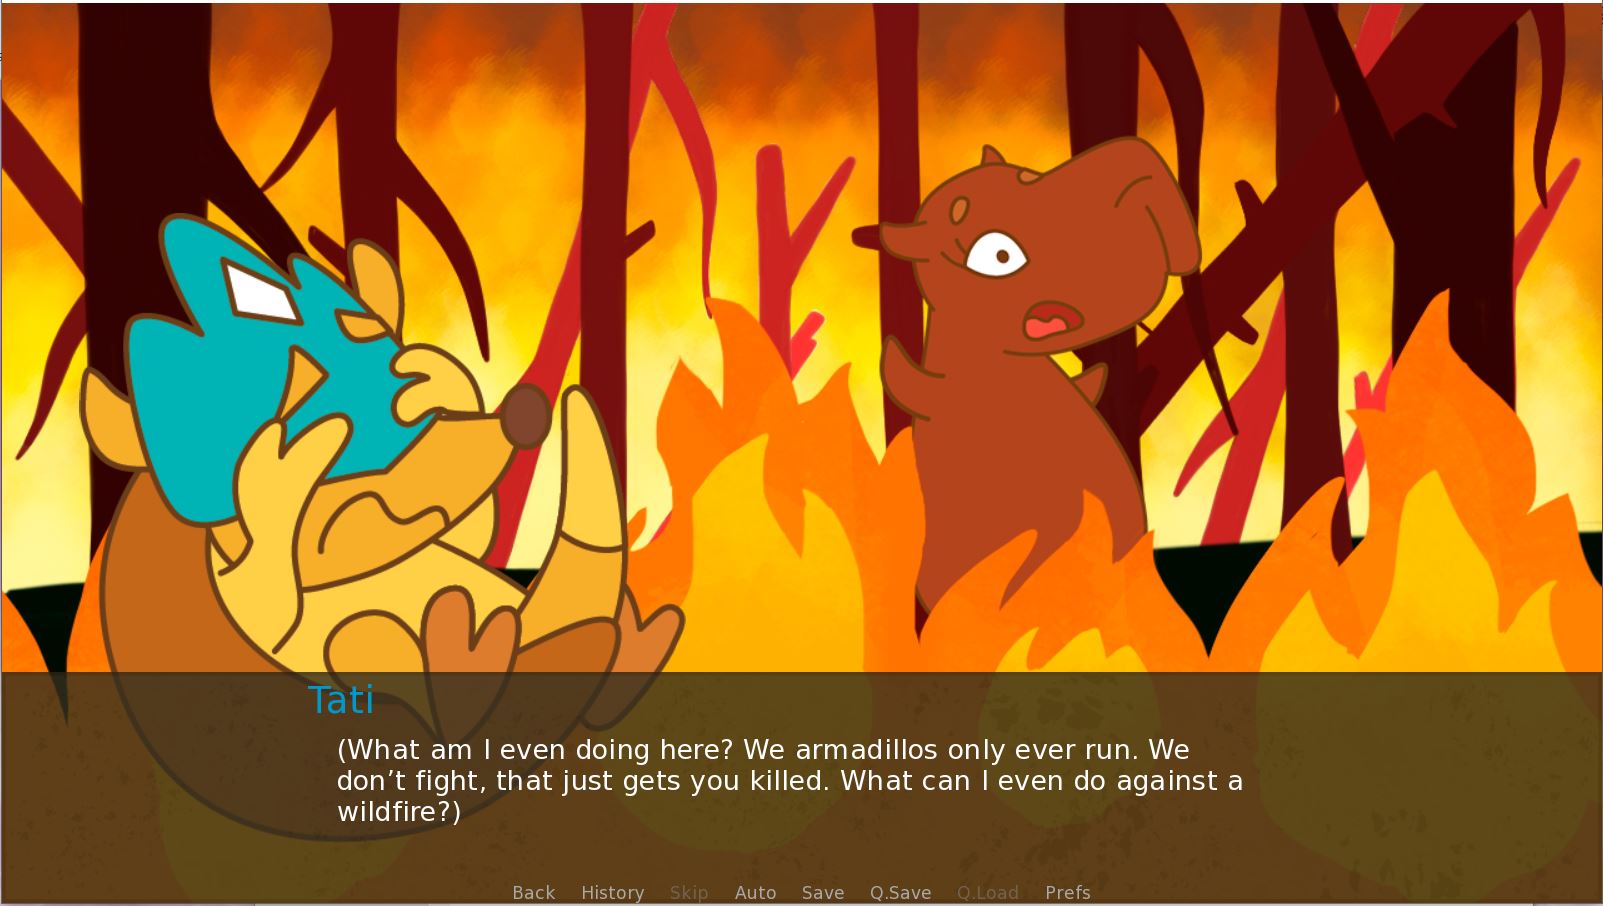 Tati
(What am I even doing here? We armadillos only ever run. We
don’t fight, that just gets you killed. What can I even do against a
wildfire?)
Back History Skip Auto Save Q.Save Q.Load Prefs